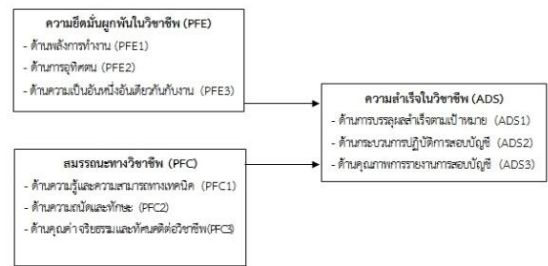 ความยึดมั่นผูกพันในวิชาชีพ (PFE)
- ด้านพลังการทำงาน (PFE1)
- ด้านการอุทิศตน (PFE2)
- ด้านความเป็นอันหนึ่งอันเดียวกันกับงาน (PFE3)
ความสำเร็จในวิชาชีพ (ADS)
- ด้านการบรรลุผลสำเร็จตามเป้าหมาย (ADS1)
- ด้านกระบวนการปฏิบัติการสอบบัญชี (ADS2)
- ด้านคุณภาพการรายงานการสอบบัญชี (ADS3)
สมรรถนะทางวิชาชีพ (PFC)
- ด้านความรู้และความสามารถทางเทคนิค (PFC1)
- ด้านความถนัดและทักษะ (PFC2)
- ด้านคุณค่า จริยธรรมและทัศนคติต่อวิชาชีพ(PFC3)